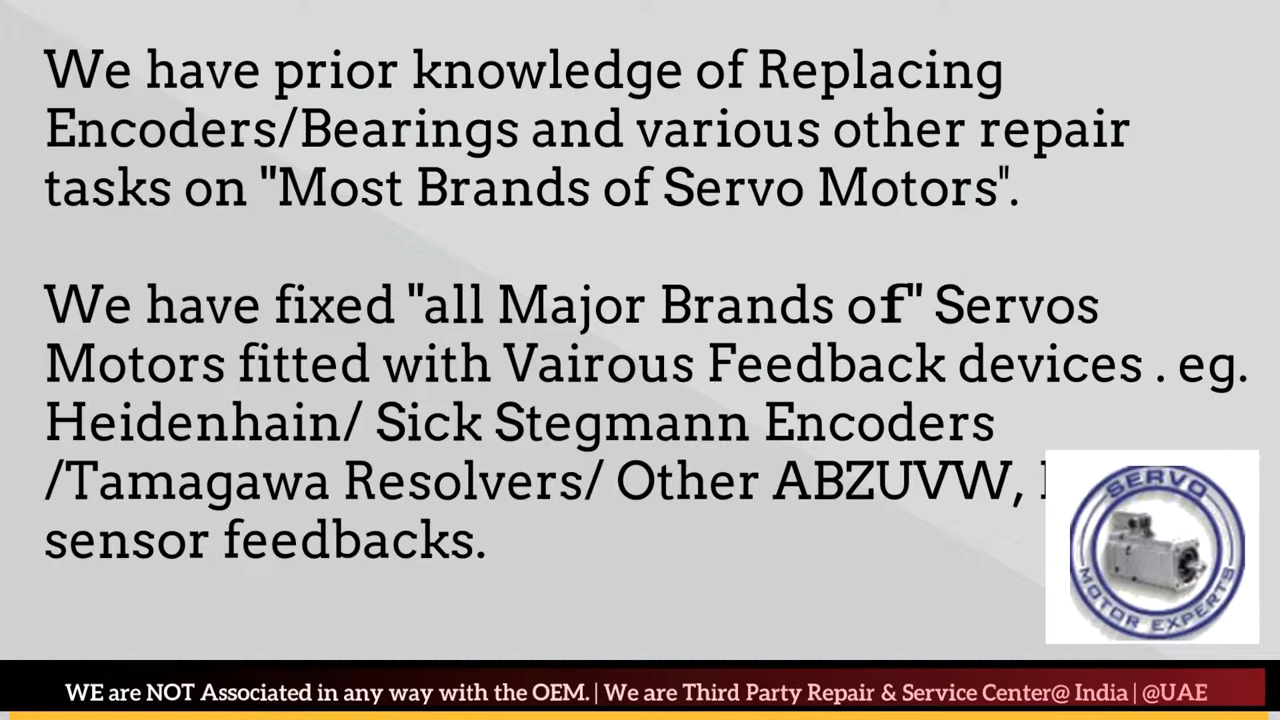 We have prior knowledge of Replacing
Encoders/Bearings and various other repair
tasks on "Most Brands of Servo Motors".
We have fixed "all Major Brands of" Servos
Motors fitted with Vairous Feedback devices . eg.
Heidenhain/ Sick Stegmann Encoders
/Tamagawa Resolvers/ Other ABZUVW,
sensor feedbacks.
SERVO
MOTOR EXPERTS
WE are NOT Associated in any way with the OEM. | We are Third Party Repair & Service Center@ India | @UAE